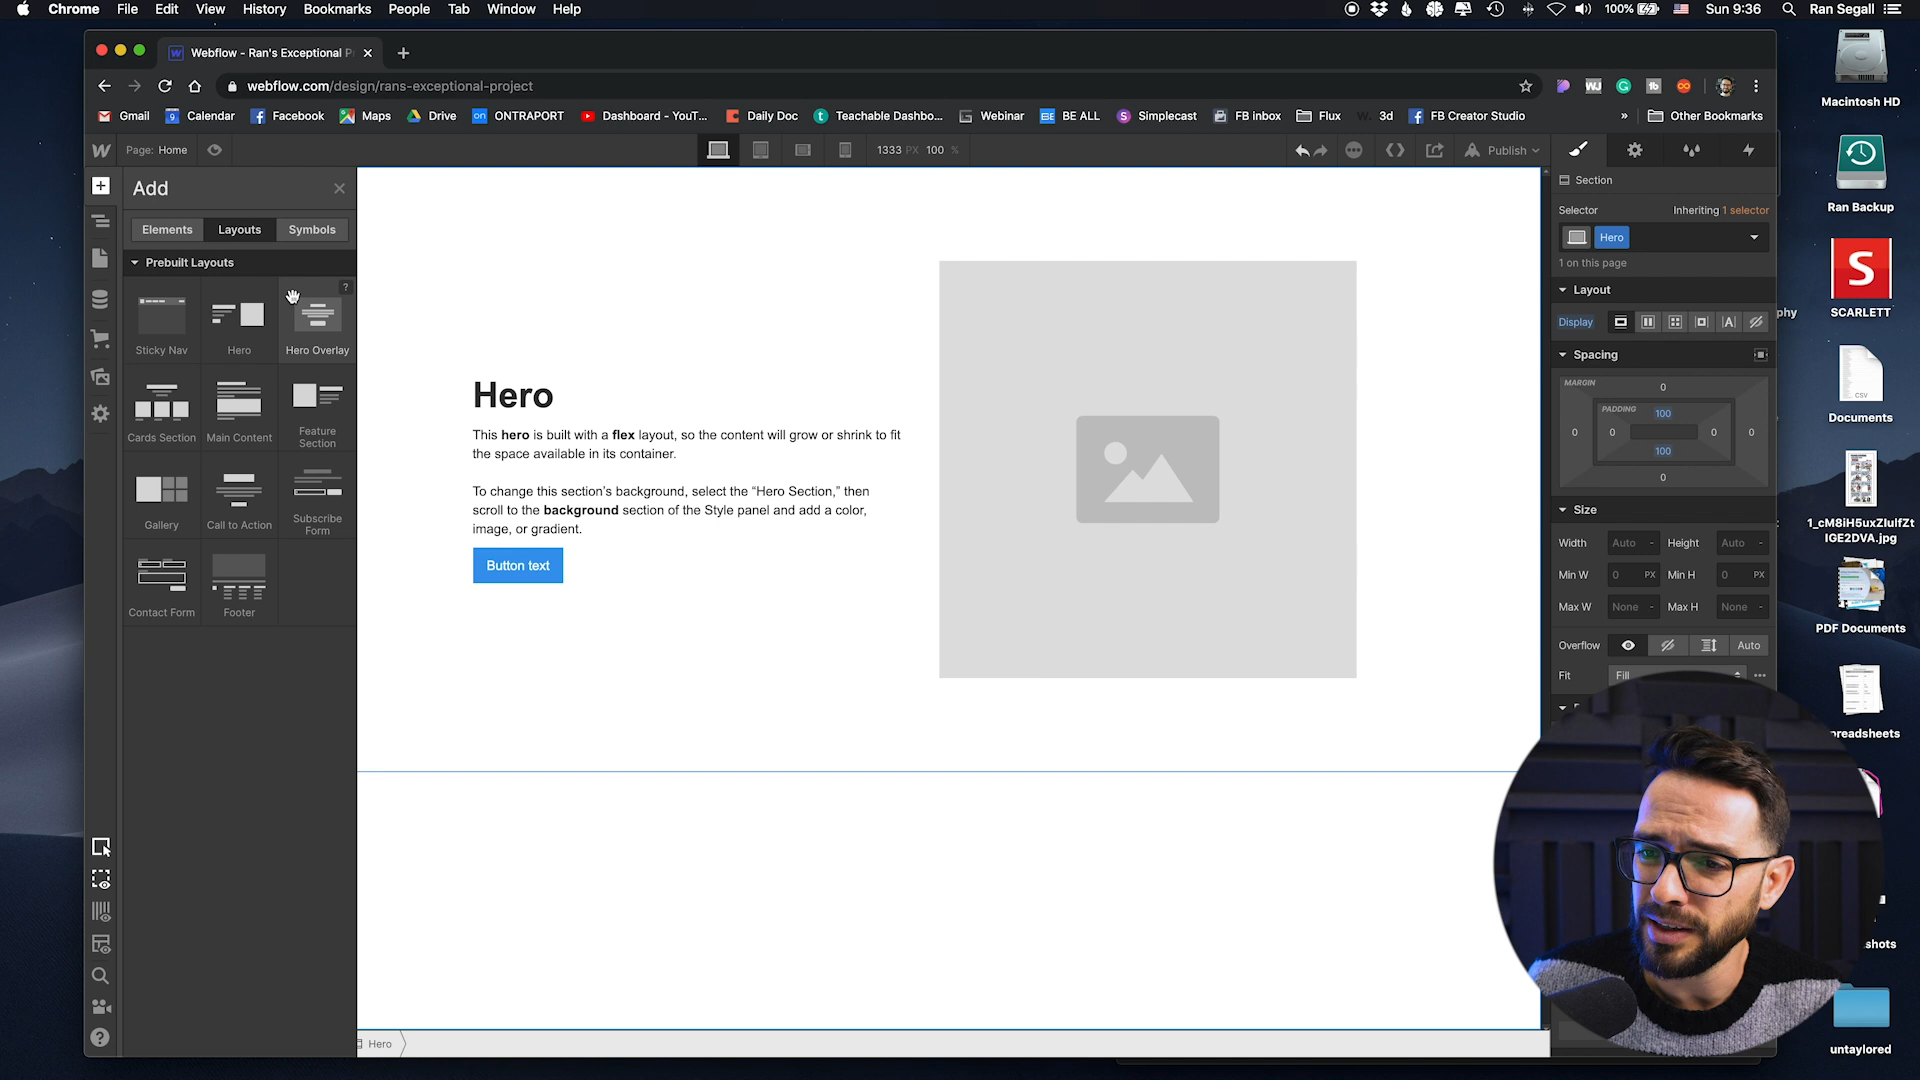 Chrome File Edit View History Bookmarks People Tab Window Help
100% Sun 9:36 Ran Segall
Webflow - Ran's Exceptional P
webflow.com/design/rans-exceptional-project
Gmail Calendar Facebook Maps Drive ONTRAPORT Dashboard - YouT... Daily Doc Teachable Dashbo... Webinar BE ALL Simplecast FB inbox Flux 3d FB Creator Studio » Other Bookmarks
Page: Home
1333 PX 100 %
Publish
Add
Elements Layouts Symbols
Prebuilt Layouts
Sticky Nav
Hero
Hero Overlay
Cards Section
Main Content
Feature
Section
Gallery
Call to Action
Subscribe
Form
Contact Form
Footer
Hero
This hero is built with a flex layout, so the content will grow or shrink to fit
the space available in its container.
To change this section's background, select the “Hero Section,” then
scroll to the background section of the Style panel and add a color,
image, or gradient.
Button text
Hero
Section
Selector Inheriting 1 selector
Hero
1 on this page
Layout
Display
Spacing
MARGIN
0
PADDING 100
0 0 0 0
100
0
Size
Width Auto - Height Auto -
Min W 0 PX Min H 0 PX
Max W None - Max H None -
Overflow Auto
Fit Fill
Macintosh HD
Ran Backup
S
SCARLETT
phy
CSV
Documents
1_cM8iH5uxZIulfZt
IGE2DVA.jpg
PDF Documents
preadsheets
shots
untaylored